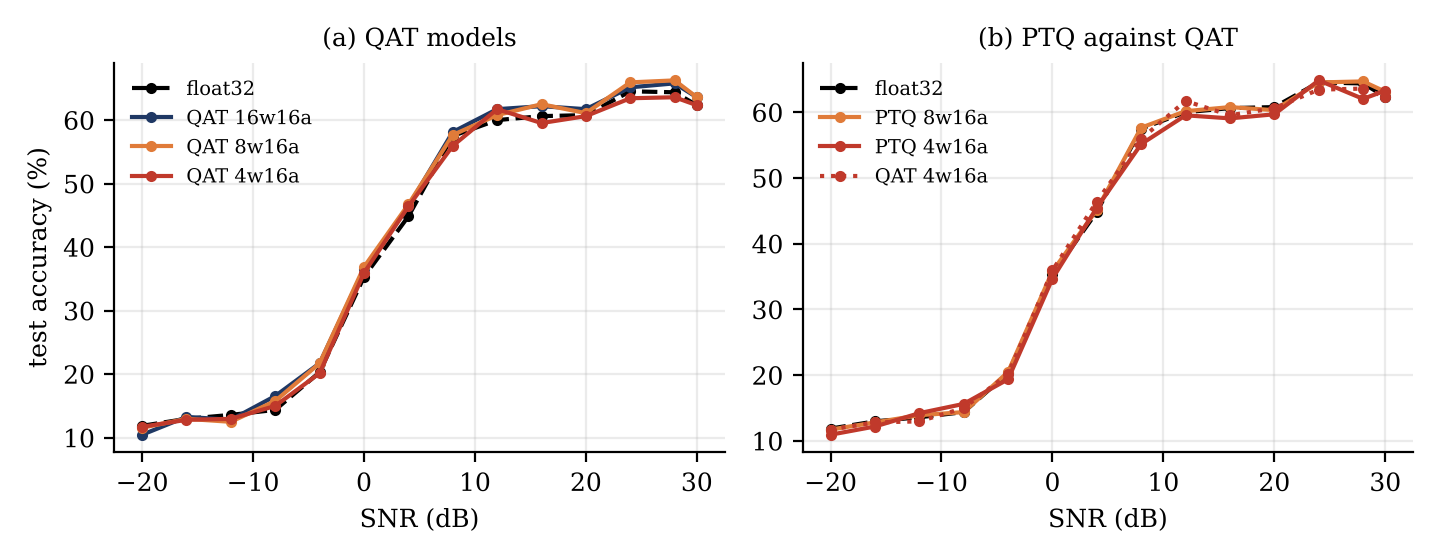 (a) QAT models
float32
QAT 16w16a
QAT 8w16a
QAT 4w16a
60
50
40
30
20
10
test accuracy (%)
−20 −10 0 10 20 30
SNR (dB)
(b) PTQ against QAT
float32
PTQ 8w16a
PTQ 4w16a
QAT 4w16a
60
50
40
30
20
10
−20 −10 0 10 20 30
SNR (dB)